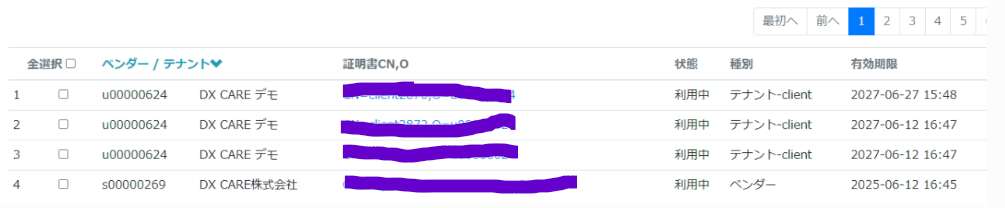 最初へ 前へ 1 2 3 4 5
全選択 ベンダー / テナント 証明書CN,O 状態 種別 有効期限
1 u00000624 DX CARE デモ 利用中 テナント-client 2027-06-27 15:48
2 u00000624 DX CARE デモ 利用中 テナント-client 2027-06-12 16:47
3 u00000624 DX CARE デモ 利用中 テナント-client 2027-06-12 16:47
4 s00000269 DX CARE株式会社 利用中 ベンダー 2025-06-12 16:45